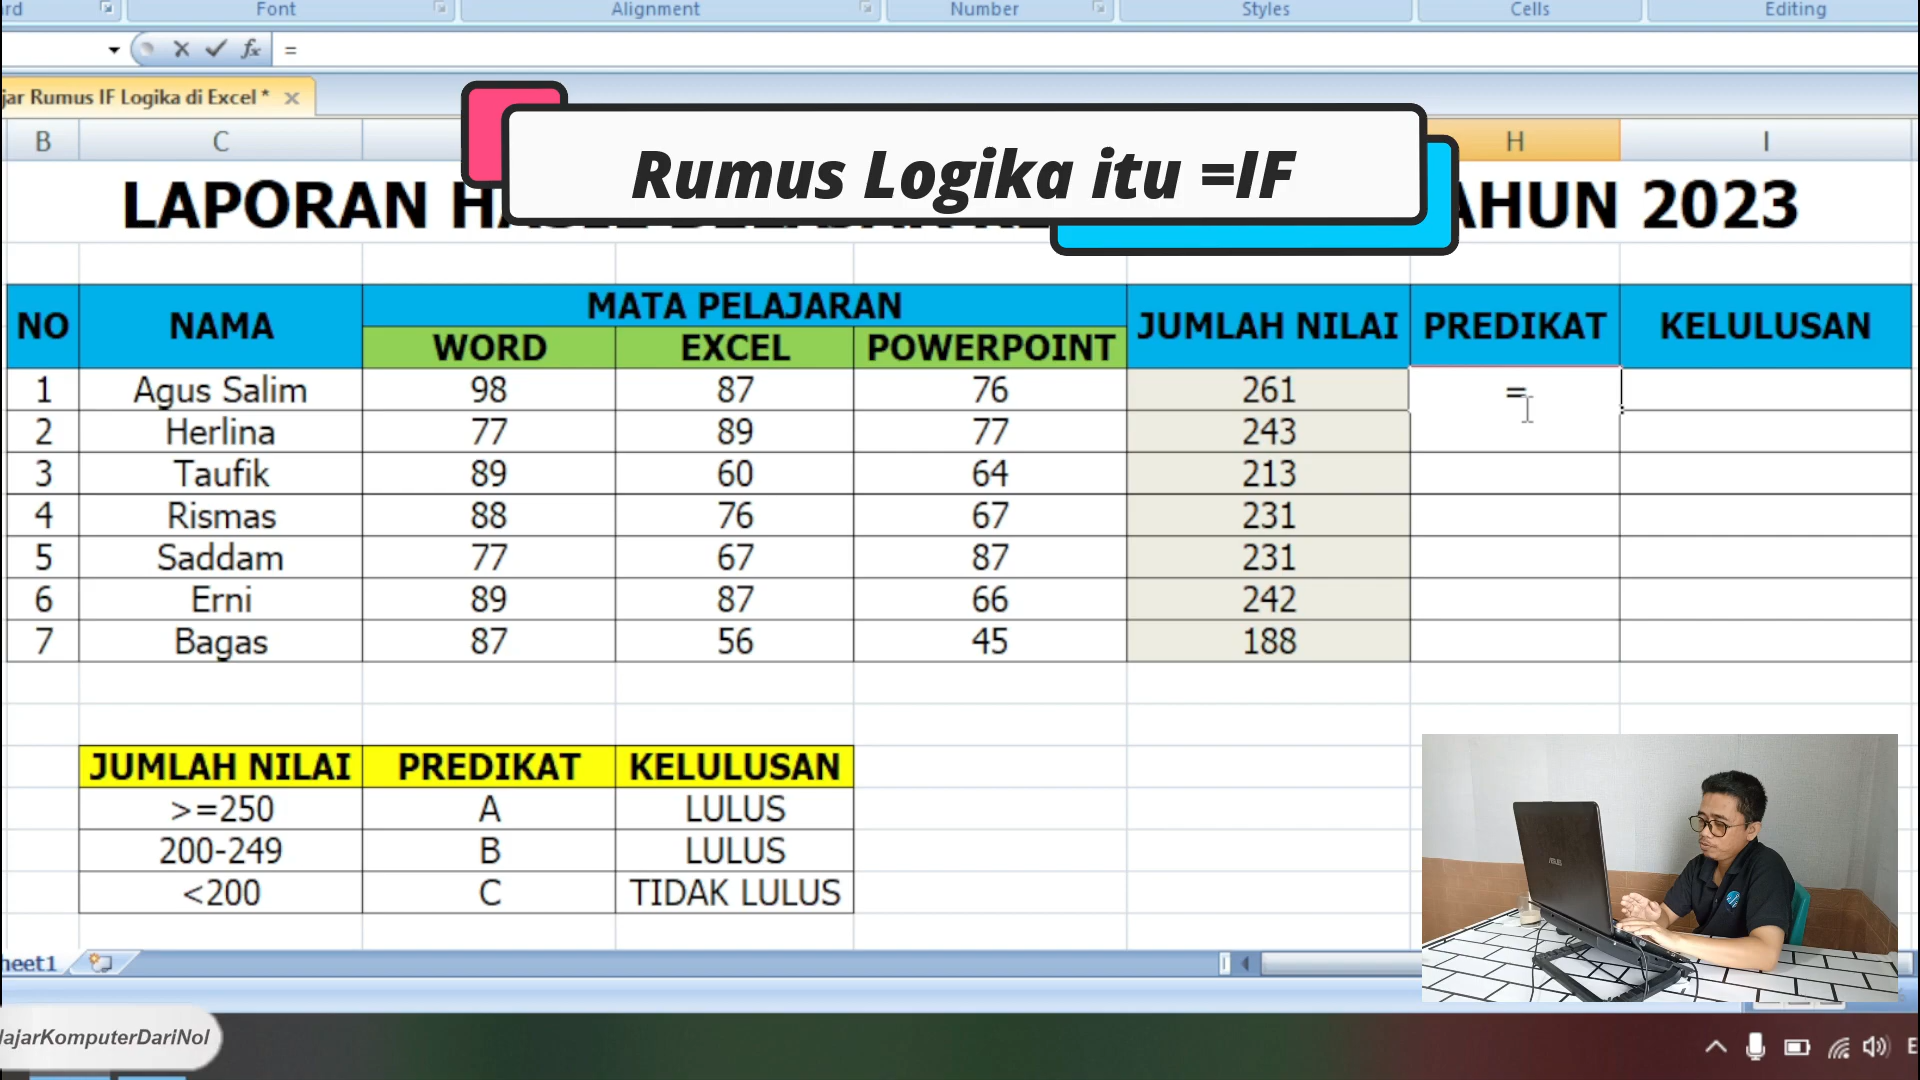 Font Alignment Number Styles Cells Editing
=
Rumus IF Logika di Excel *
B C H I
Rumus Logika itu =IF
LAPORAN TAHUN 2023
NO NAMA MATA PELAJARAN JUMLAH NILAI PREDIKAT KELULUSAN
WORD EXCEL POWERPOINT
1 Agus Salim 98 87 76 261 =
2 Herlina 77 89 77 243
3 Taufik 89 60 64 213
4 Rismas 88 76 67 231
5 Saddam 77 67 87 231
6 Erni 89 87 66 242
7 Bagas 87 56 45 188
JUMLAH NILAI PREDIKAT KELULUSAN
>=250 A LULUS
200-249 B LULUS
<200 C TIDAK LULUS
ASUS
heet1
lajarKomputerDariNol